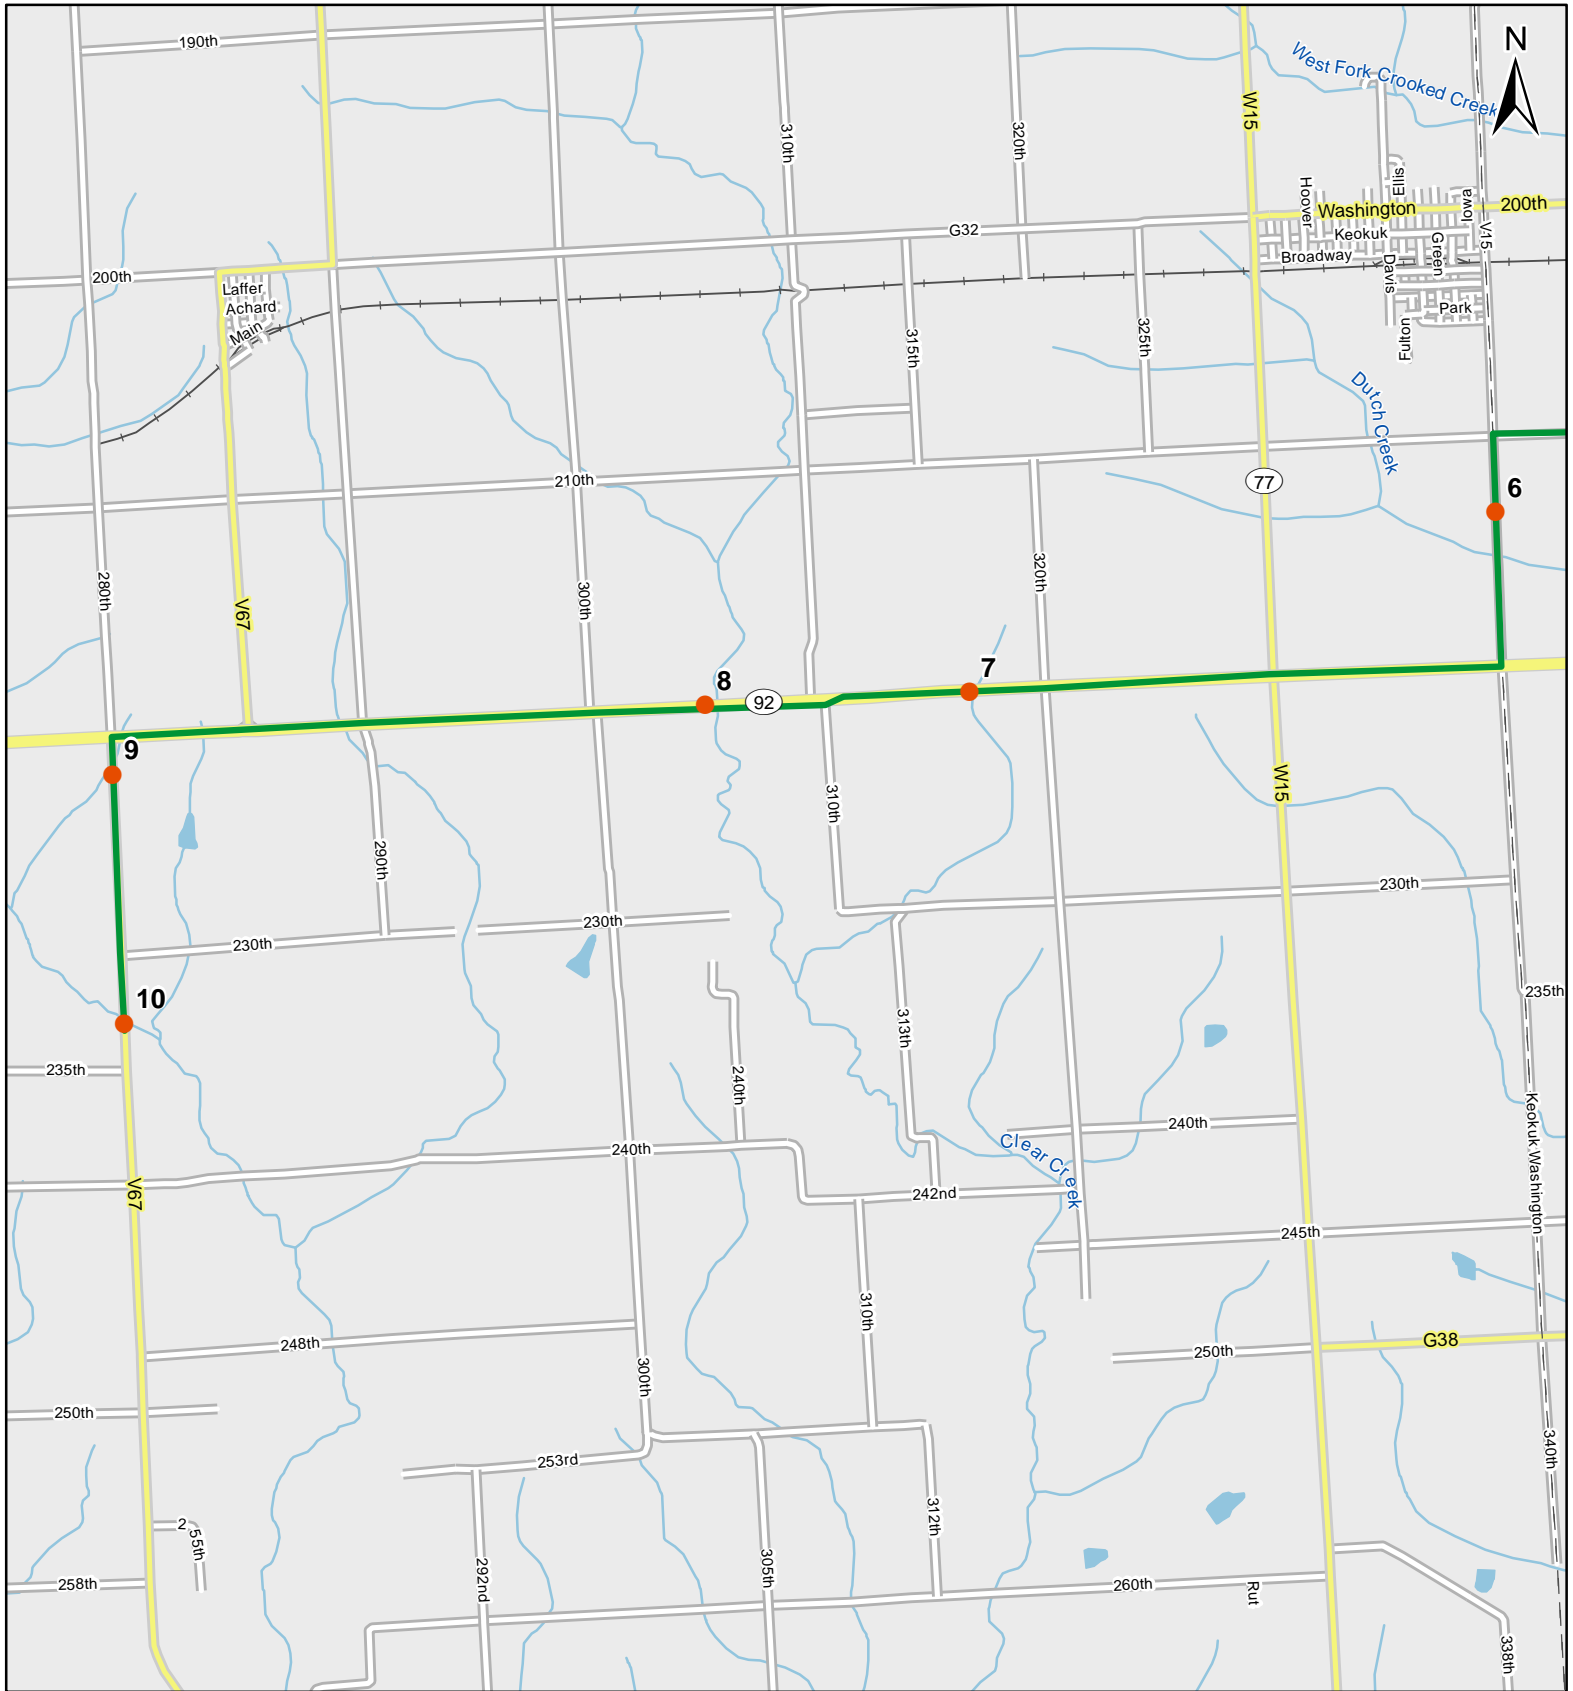 190th
West Fork Crooked Creek
N
W15
310th
320th
Ellis
Hoover
Iowa
Washington
200th
G32
Keokuk
V15
Green
Broadway
Davis
200th
Laffer
Achard
Main
Park
Fulton
315th
325th
Dutch Creek
210th
77
6
280th
300th
320th
V67
7
8
92
9
W15
310th
290th
230th
230th
230th
10
235th
313th
235th
240th
Keokuk Washington
240th
240th
Clear Creek
V67
242nd
245th
310th
G38
248th
250th
300th
250th
340th
253rd
312th
255th
305th
292nd
258th
260th
Rut
338th